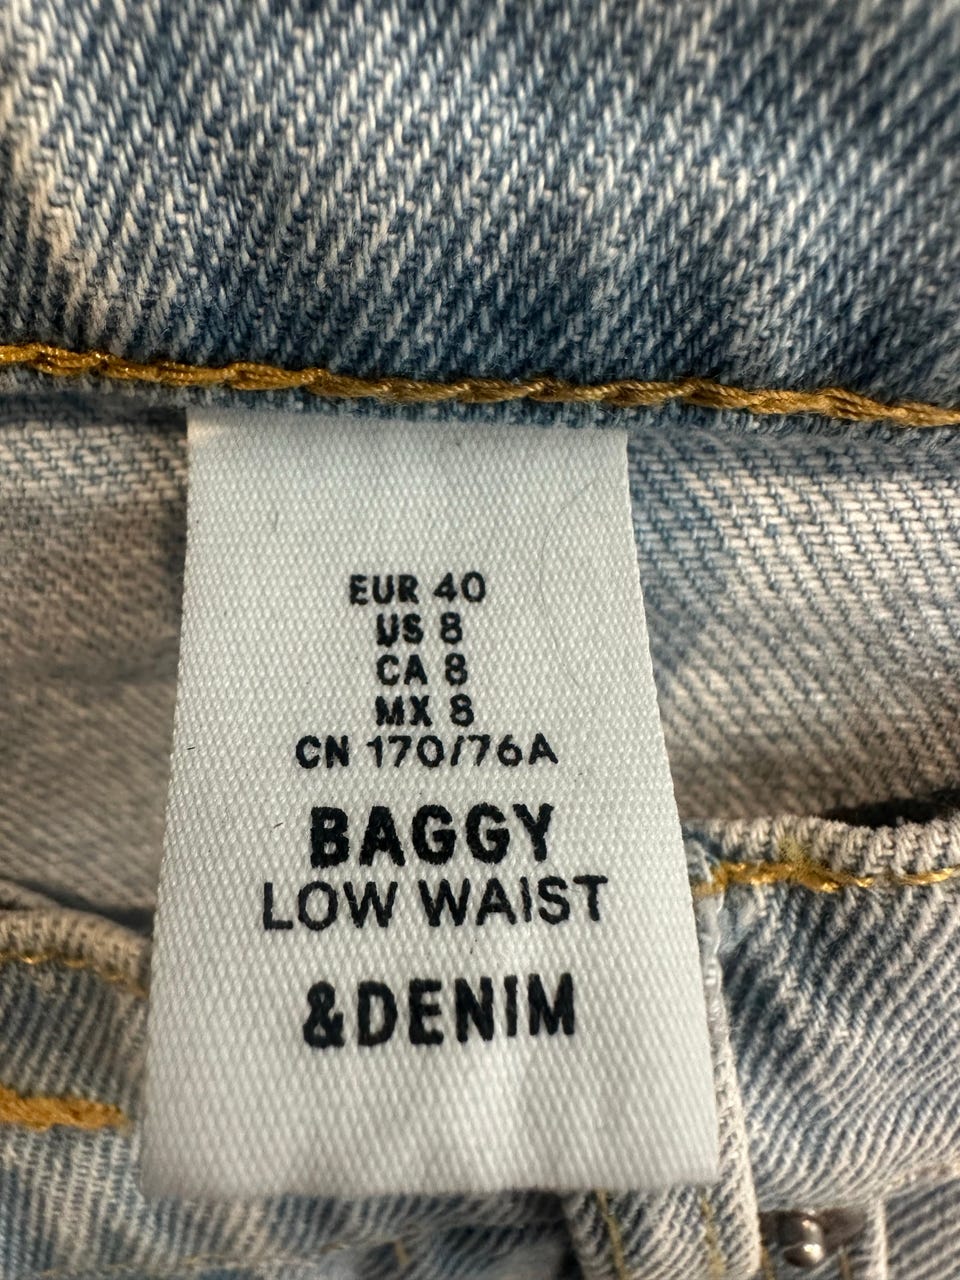 EUR 40
US 8
CA 8
MX 8
CN 170/76A
BAGGY
LOW WAIST
&DENIM